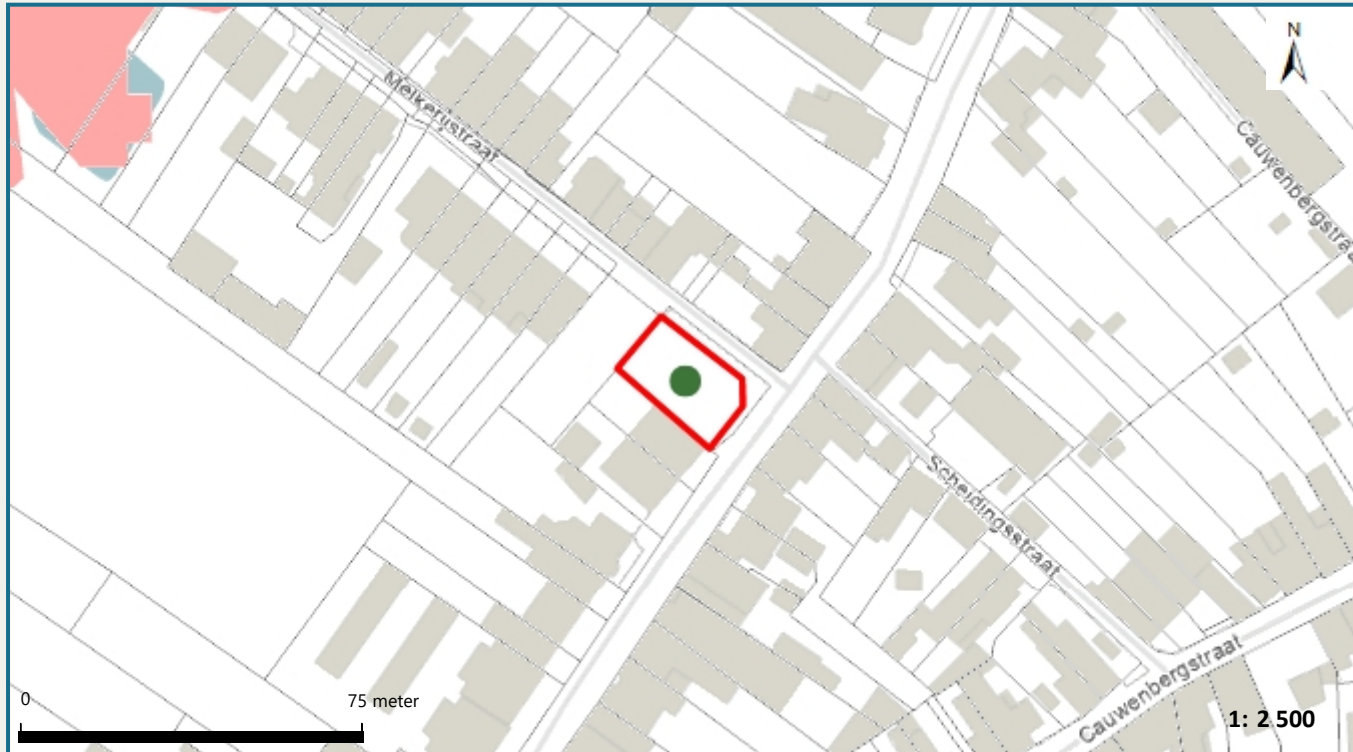 N
Melkerijstraat
Cauwenbergstraat
Scheidingsstraat
Cauwenbergstraat
0 75 meter
1: 2 500